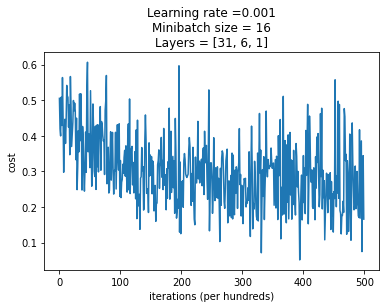 Learning rate =0.001
Minibatch size = 16
Layers = [31, 6, 1]
0.6
0.5
0.4
0.3
0.2
0.1
cost
0 100 200 300 400 500
iterations (per hundreds)